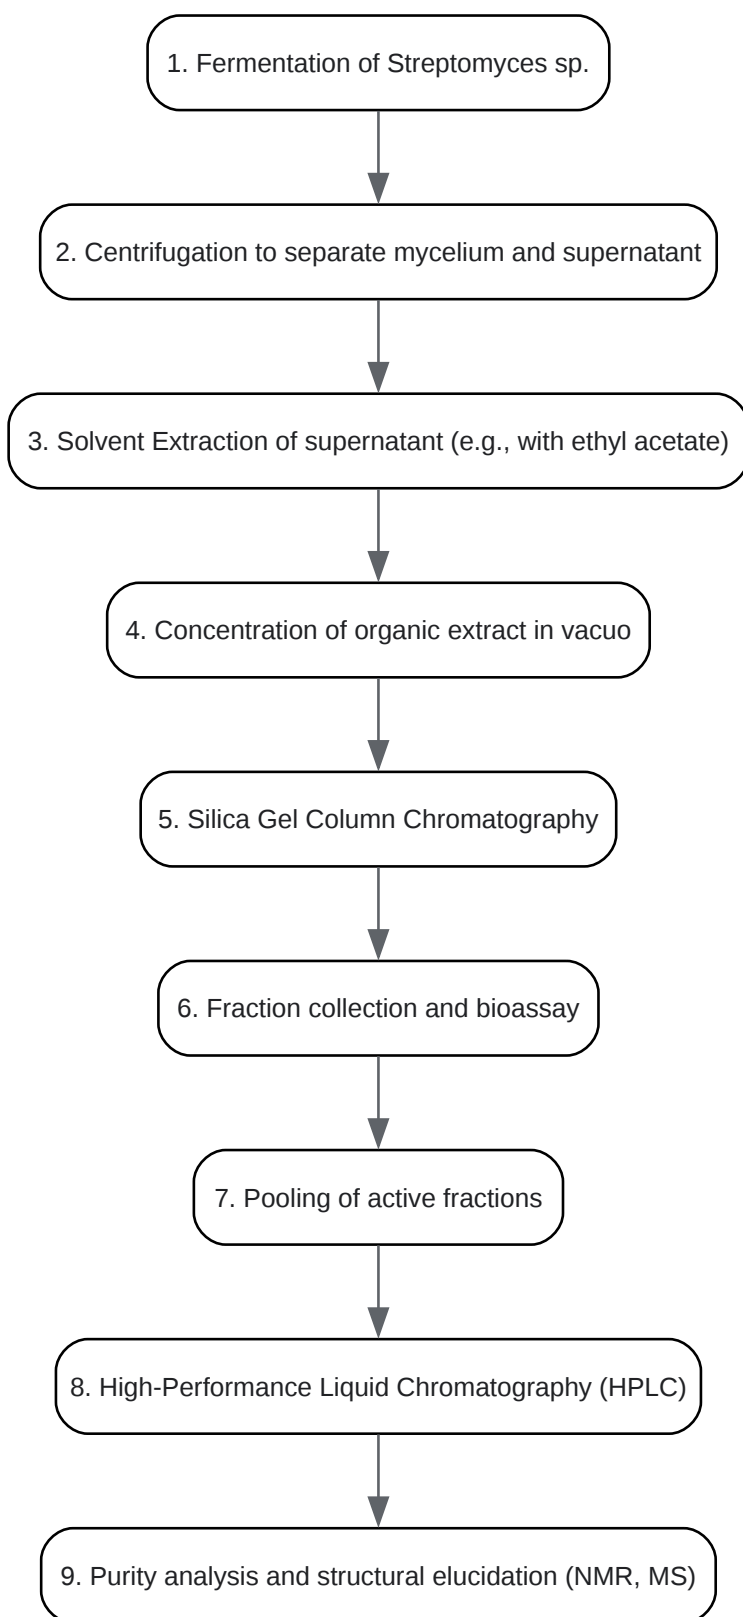 1. Fermentation of Streptomyces sp.
2. Centrifugation to separate mycelium and supernatant
3. Solvent Extraction of supernatant (e.g., with ethyl acetate)
4. Concentration of organic extract in vacuo
5. Silica Gel Column Chromatography
6. Fraction collection and bioassay
7. Pooling of active fractions
8. High-Performance Liquid Chromatography (HPLC)
9. Purity analysis and structural elucidation (NMR, MS)